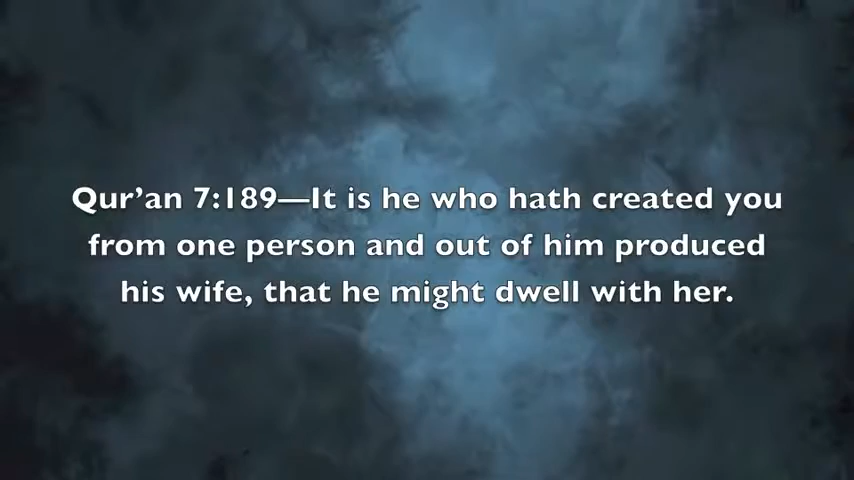 Qur’an 7:189—It is he who hath created you
from one person and out of him produced
his wife, that he might dwell with her.